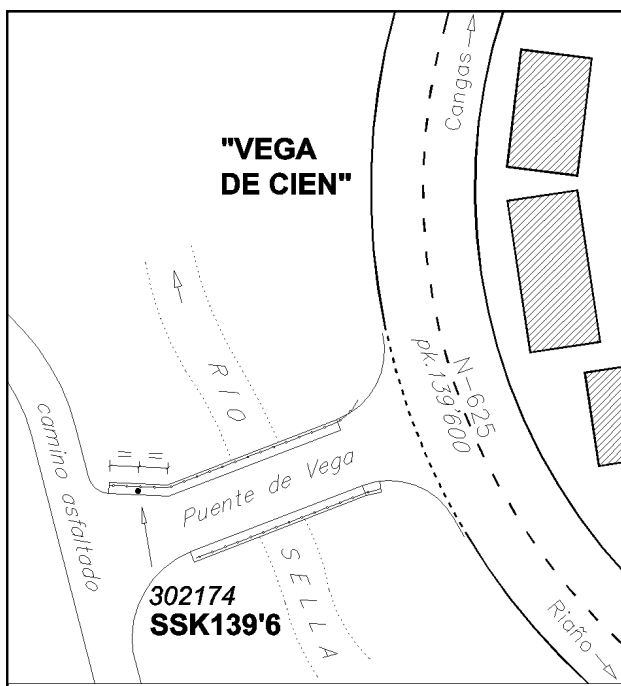 Cangas
"VEGA
DE CIEN"
RIO
N-625
pk.139'600
camino asfaltado
Puente de Vega
SELLA
302174
SSK139'6
Riaño